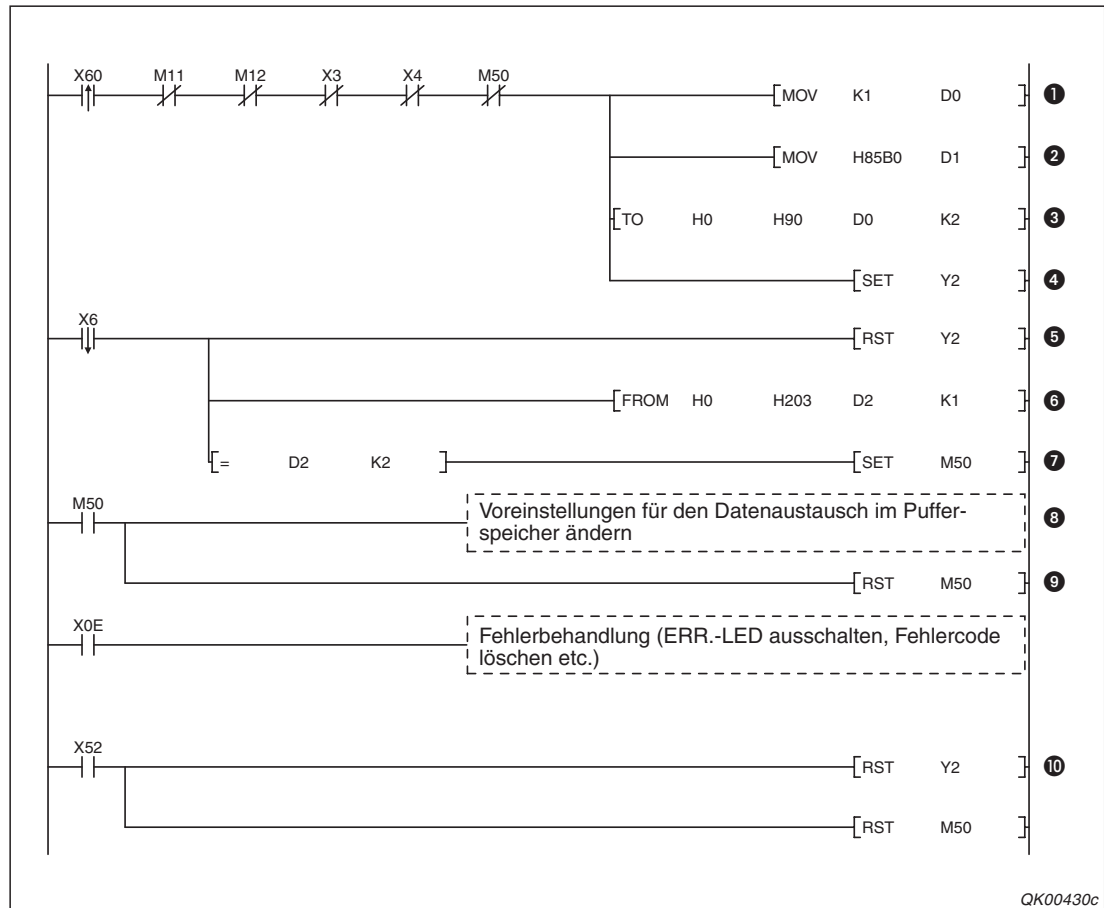 X60 M11 M12 X3 X4 M50
[MOV K1 D0 ] 1
[MOV H85B0 D1 ] 2
[TO H0 H90 D0 K2 ] 3
[SET Y2 ] 4
X6
[RST Y2 ] 5
[FROM H0 H203 D2 K1 ] 6
[= D2 K2 ] [SET M50 ] 7
M50
Voreinstellungen für den Datenaustausch im Puffer- 8
speicher ändern
[RST M50 ] 9
X0E
Fehlerbehandlung (ERR.-LED ausschalten, Fehlercode
löschen etc.)
X52
[RST Y2 ] 10
[RST M50 ]
QK00430c